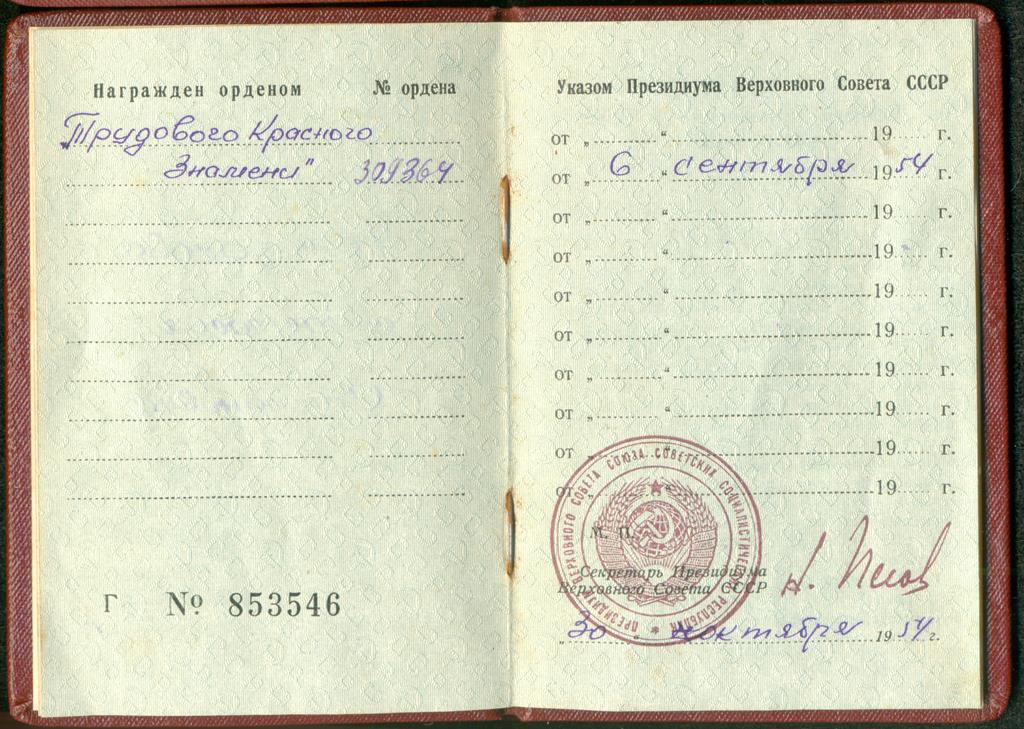 Награжден орденом № ордена
„Трудового Красного
Знамени" 309364
Г № 853546
Указом Президиума Верховного Совета СССР
от „ “ 19 г.
от „ 6 “ сентября 1954 г.
от „ “ 19 г.
от „ “ 19 г.
от „ “ 19 г.
от „ “ 19 г.
от „ “ 19 г.
от „ “ 19 г.
от „ “ 19 г.
от „ “ 19 г.
ПРЕЗИДИУМ ВЕРХОВНОГО СОВЕТА СОЮЗА СОВЕТСКИХ СОЦИАЛИСТИЧЕСКИХ РЕСПУБЛИК
М. П.
Секретарь Президиума
Верховного Совета СССР
„30 “ октября 1954 г.